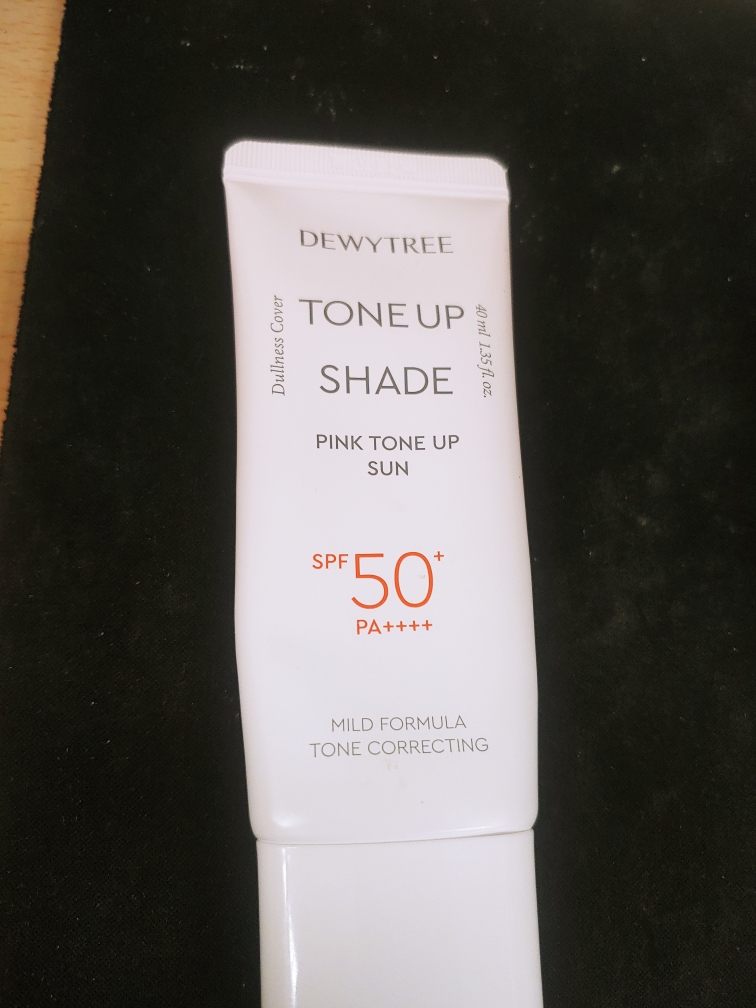 DEWYTREE
Dullness Cover
TONE UP
40 ml 1.35 fl. oz.
SHADE
PINK TONE UP
SUN
SPF 50+
PA++++
MILD FORMULA
TONE CORRECTING